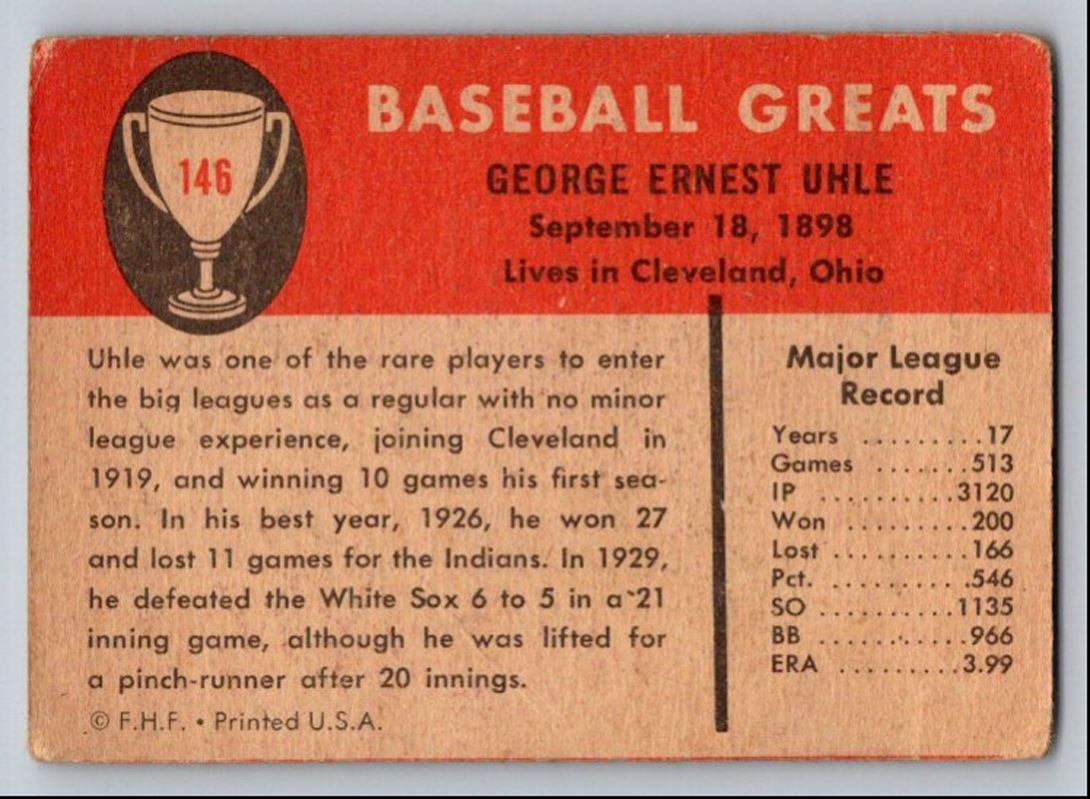 146
BASEBALL GREATS
GEORGE ERNEST UHLE
September 18, 1898
Lives in Cleveland, Ohio
Uhle was one of the rare players to enter
the big leagues as a regular with no minor
league experience, joining Cleveland in
1919, and winning 10 games his first sea-
son. In his best year, 1926, he won 27
and lost 11 games for the Indians. In 1929,
he defeated the White Sox 6 to 5 in a 21
inning game, although he was lifted for
a pinch-runner after 20 innings.
© F.H.F. • Printed U.S.A.
Major League
Record
Years .........17
Games .......513
IP ..........3120
Won .........200
Lost ..........166
Pct. ..........546
SO ..........1135
BB ...........966
ERA .........3.99